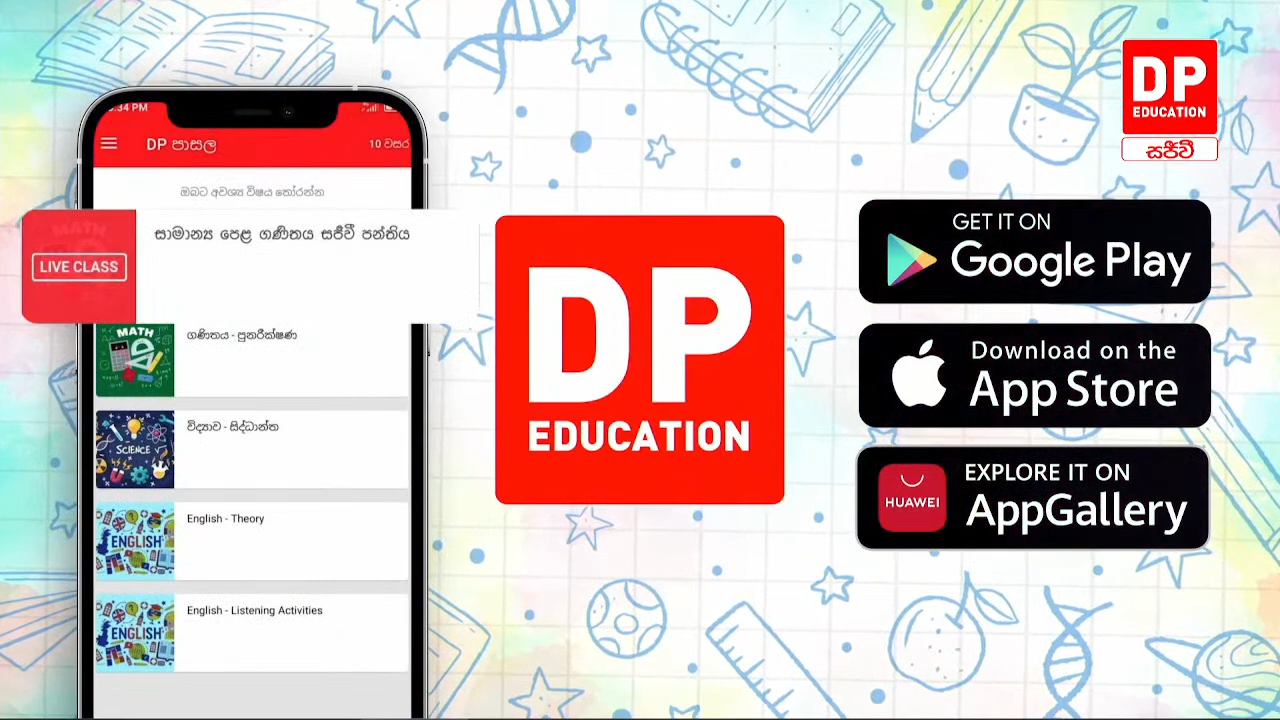 DP
EDUCATION
සජීවී
DP පාසල
10 වසර
ඔබට අවශ්‍ය විෂය තෝරන්න
MATH
LIVE CLASS
සාමාන්‍ය පෙළ ගණිතය සජීවී පන්තිය
MATH
ගණිතය - පුනරීක්ෂණ
SCIENCE
විද්‍යාව - සිද්ධාන්ත
ENGLISH
English - Theory
ENGLISH
English - Listening Activities
DP
EDUCATION
GET IT ON
Google Play
Download on the
App Store
HUAWEI
EXPLORE IT ON
AppGallery